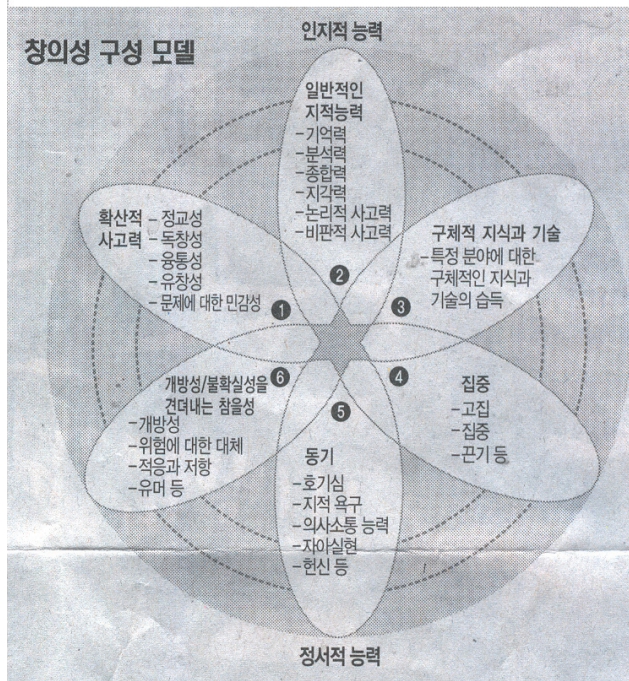 창의성 구성 모델
인지적 능력
일반적인
지적능력
-기억력
-분석력
-종합력
-지각력
-논리적 사고력
-비판적 사고력
확산적
사고력
- 정교성
- 독창성
- 융통성
- 유창성
- 문제에 대한 민감성
구체적 지식과 기술
-특정 분야에 대한
구체적인 지식과
기술의 습득
❶
❷
❸
❹
❺
❻
개방성/불확실성을
견뎌내는 참을성
-개방성
-위험에 대한 대체
-적응과 저항
-유머 등
집중
-고집
-집중
-끈기 등
동기
-호기심
-지적 욕구
-의사소통 능력
-자아실현
-헌신 등
정서적 능력